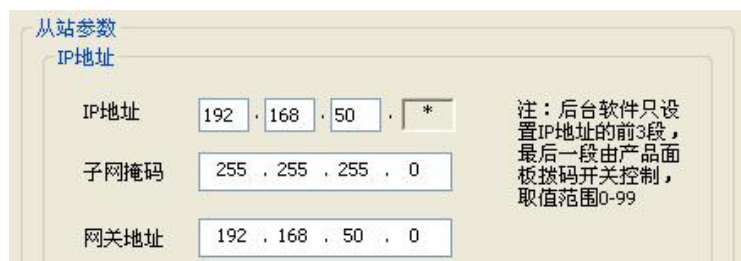 从站参数
IP地址
IP地址 192 . 168 . 50 . *
子网掩码 255 . 255 . 255 . 0
网关地址 192 . 168 . 50 . 0
注：后台软件只设
置IP地址的前3段，
最后一段由产品面
板拨码开关控制，
取值范围0-99